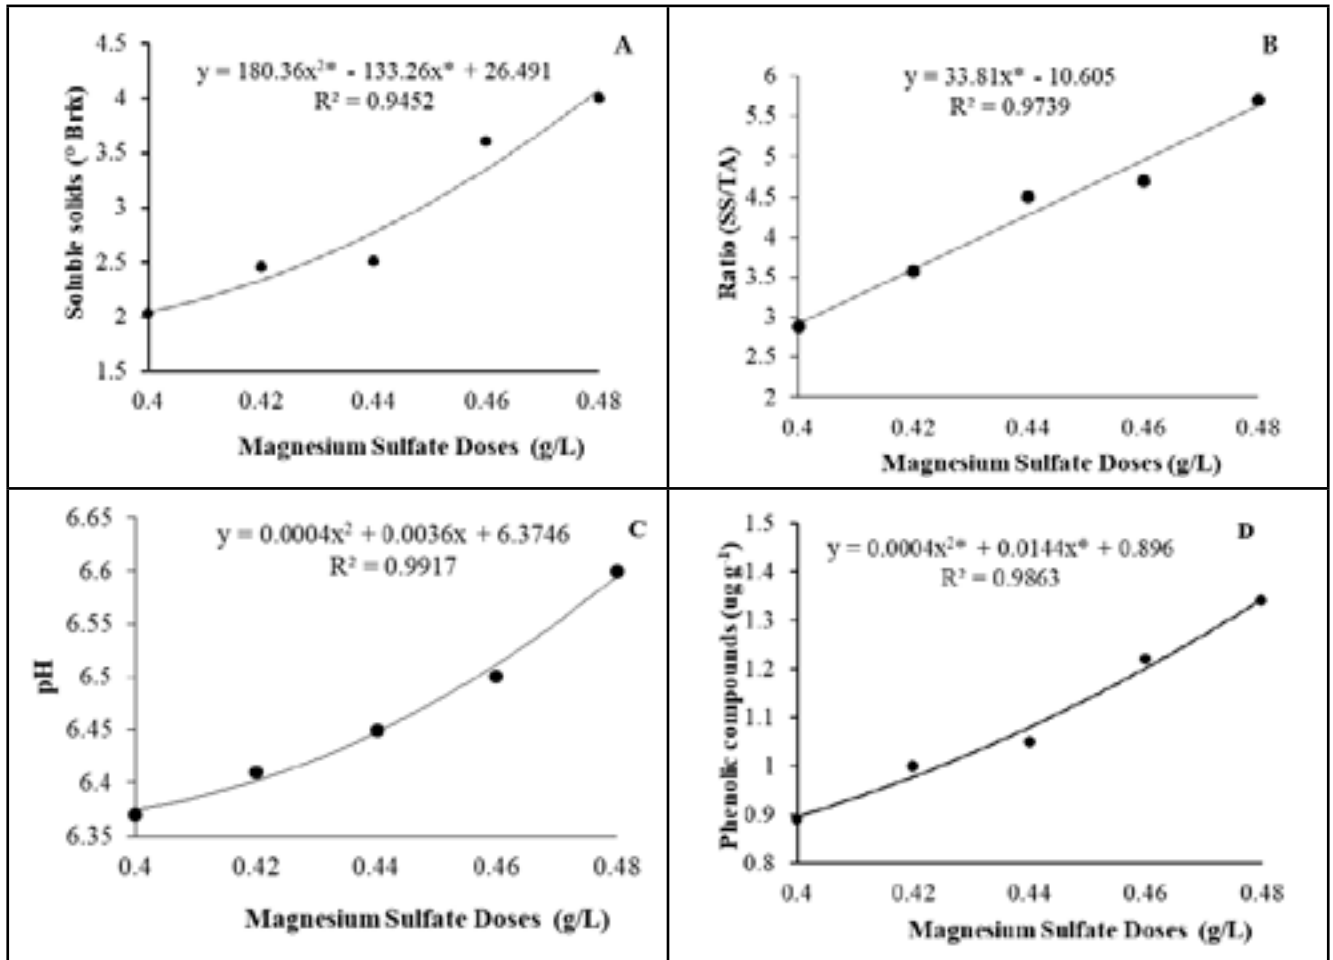 A
y = 180.36x²* - 133.26x* + 26.491
R² = 0.9452
4.5
4
3.5
3
2.5
2
1.5
Soluble solids (° Brix)
0.4 0.42 0.44 0.46 0.48
Magnesium Sulfate Doses (g/L)
B
y = 33.81x* - 10.605
R² = 0.9739
6
5.5
5
4.5
4
3.5
3
2.5
2
Ratio (SS/TA)
0.4 0.42 0.44 0.46 0.48
Magnesium Sulfate Doses (g/L)
C
y = 0.0004x² + 0.0036x + 6.3746
R² = 0.9917
6.65
6.6
6.55
6.5
6.45
6.4
6.35
pH
0.4 0.42 0.44 0.46 0.48
Magnesium Sulfate Doses (g/L)
D
y = 0.0004x²* + 0.0144x* + 0.896
R² = 0.9863
1.5
1.4
1.3
1.2
1.1
1
0.9
0.8
Phenolic compounds (ug g⁻¹)
0.4 0.42 0.44 0.46 0.48
Magnesium Sulfate Doses (g/L)